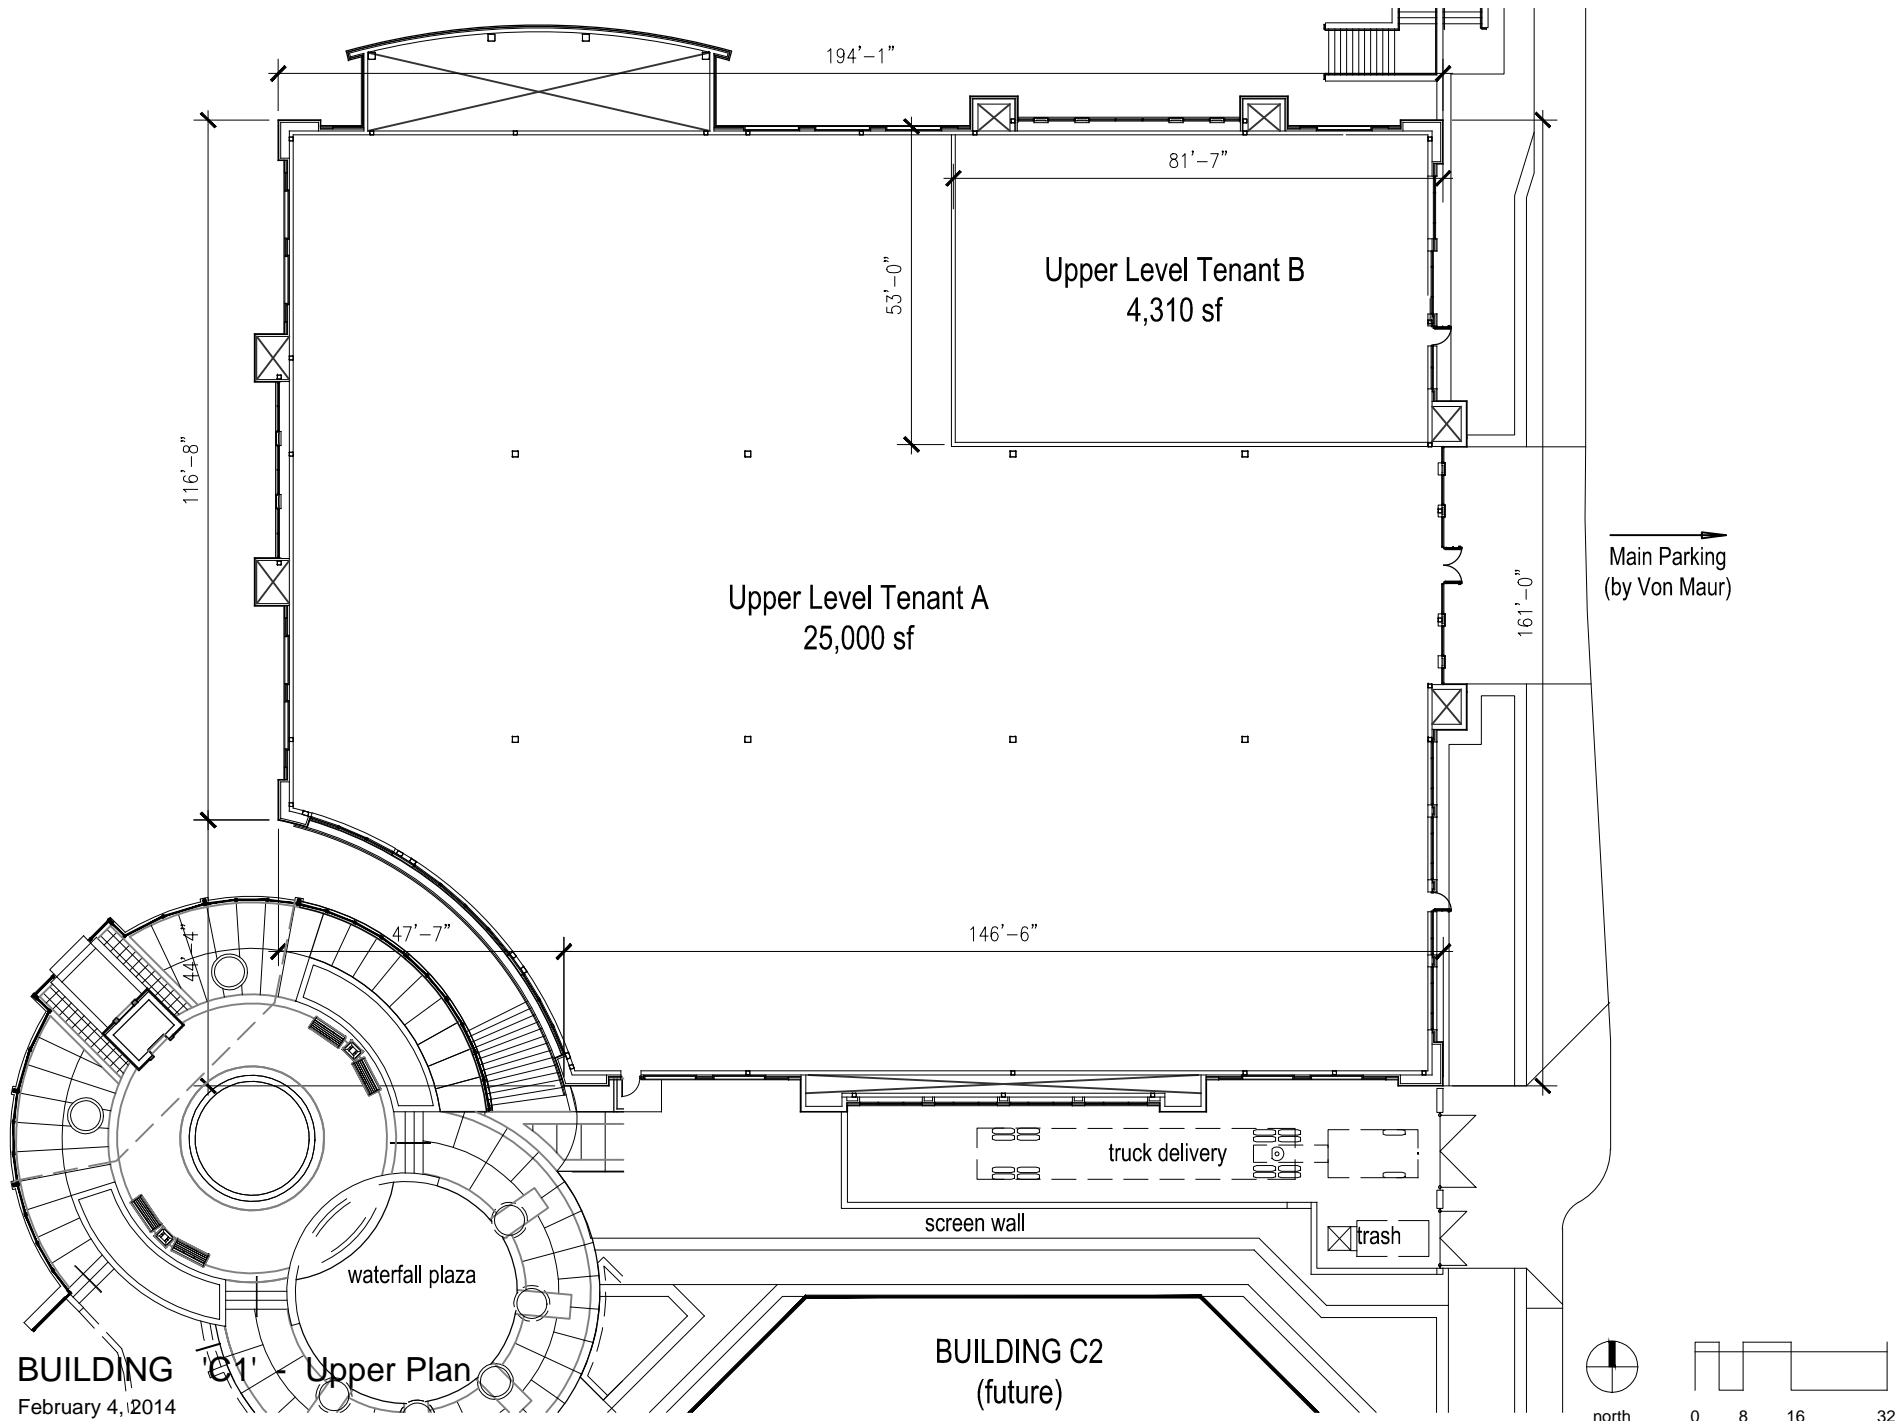 194'-1"
81'-7"
53'-0"
Upper Level Tenant B
4,310 sf
116'-8"
Main Parking
(by Von Maur)
161'-0"
Upper Level Tenant A
25,000 sf
47'-7"
146'-6"
44'-4"
truck delivery
screen wall
trash
waterfall plaza
BUILDING C2
(future)
BUILDING 'C1' - Upper Plan
February 4, 2014
north
0 8 16 32